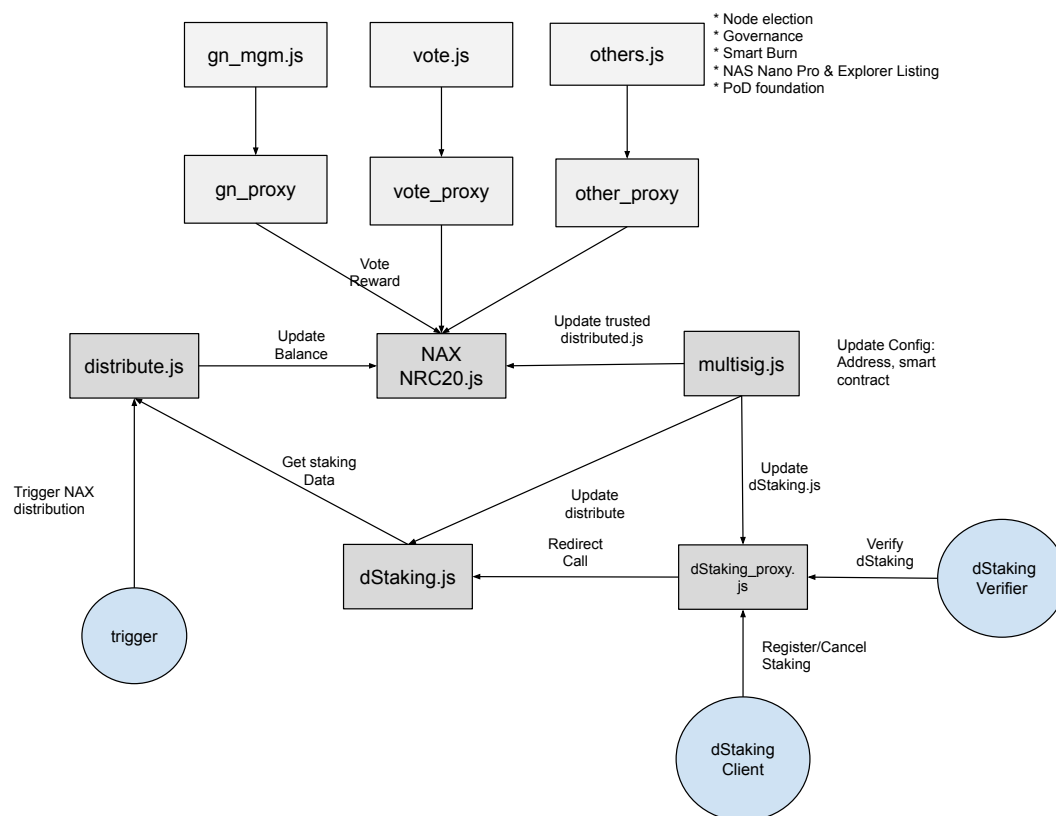 gn_mgm.js
vote.js
others.js
* Node election
* Governance
* Smart Burn
* NAS Nano Pro & Explorer Listing
* PoD foundation
gn_proxy
vote_proxy
other_proxy
Vote
Reward
distribute.js
Update
Balance
NAX
NRC20.js
Update trusted
distributed.js
multisig.js
Update Config:
Address, smart
contract
Trigger NAX
distribution
Get staking
Data
Update
distribute
Update
dStaking.js
dStaking.js
Redirect
Call
dStaking_proxy.
js
Verify
dStaking
dStaking
Verifier
trigger
Register/Cancel
Staking
dStaking
Client